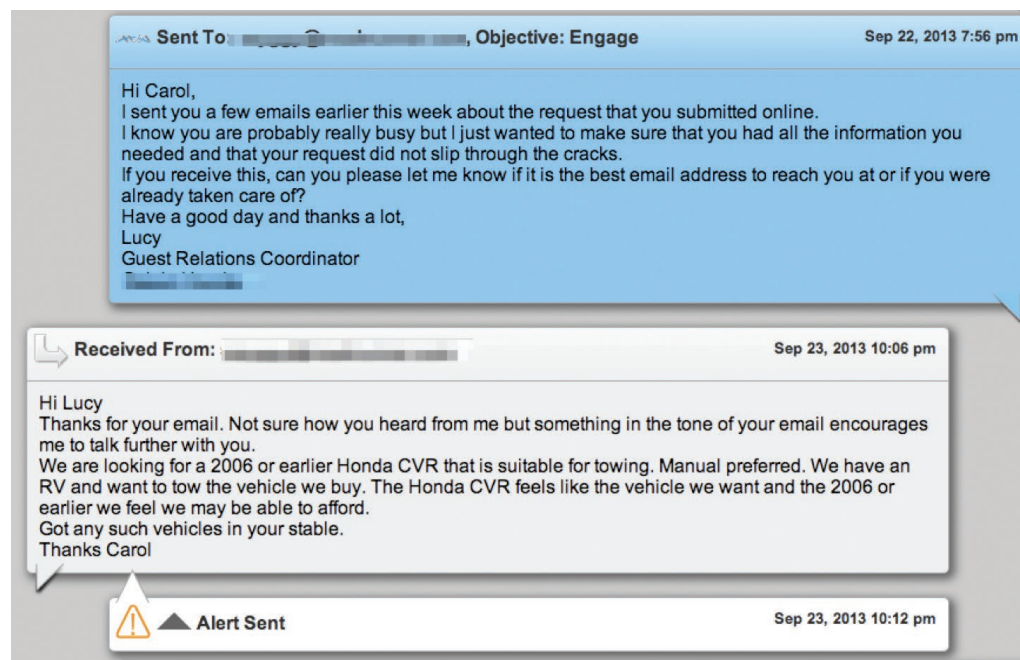 Sent To: , Objective: Engage Sep 22, 2013 7:56 pm
Hi Carol,
I sent you a few emails earlier this week about the request that you submitted online.
I know you are probably really busy but I just wanted to make sure that you had all the information you
needed and that your request did not slip through the cracks.
If you receive this, can you please let me know if it is the best email address to reach you at or if you were
already taken care of?
Have a good day and thanks a lot,
Lucy
Guest Relations Coordinator
Received From: Sep 23, 2013 10:06 pm
Hi Lucy
Thanks for your email. Not sure how you heard from me but something in the tone of your email encourages
me to talk further with you.
We are looking for a 2006 or earlier Honda CVR that is suitable for towing. Manual preferred. We have an
RV and want to tow the vehicle we buy. The Honda CVR feels like the vehicle we want and the 2006 or
earlier we feel we may be able to afford.
Got any such vehicles in your stable.
Thanks Carol
Alert Sent Sep 23, 2013 10:12 pm